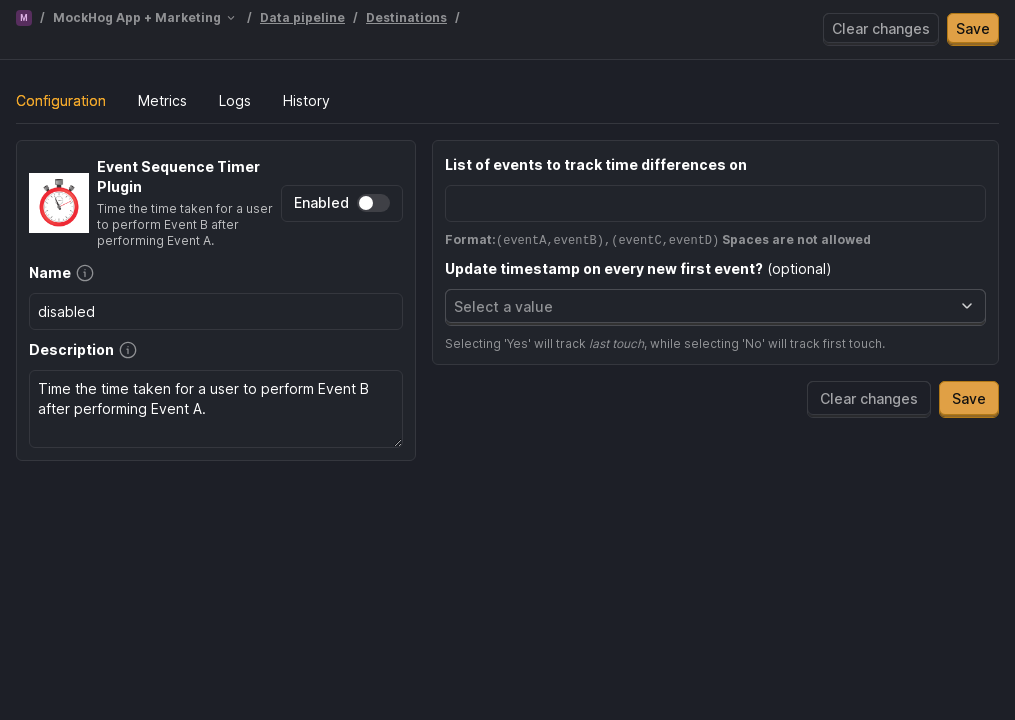 M / MockHog App + Marketing / Data pipeline / Destinations /
Clear changes Save
Configuration Metrics Logs History
Event Sequence Timer
Plugin
Time the time taken for a user
to perform Event B after
performing Event A.
Enabled
Name
disabled
Description
Time the time taken for a user to perform Event B
after performing Event A.
List of events to track time differences on
Format:(eventA,eventB),(eventC,eventD) Spaces are not allowed
Update timestamp on every new first event? (optional)
Select a value
Selecting 'Yes' will track last touch, while selecting 'No' will track first touch.
Clear changes Save